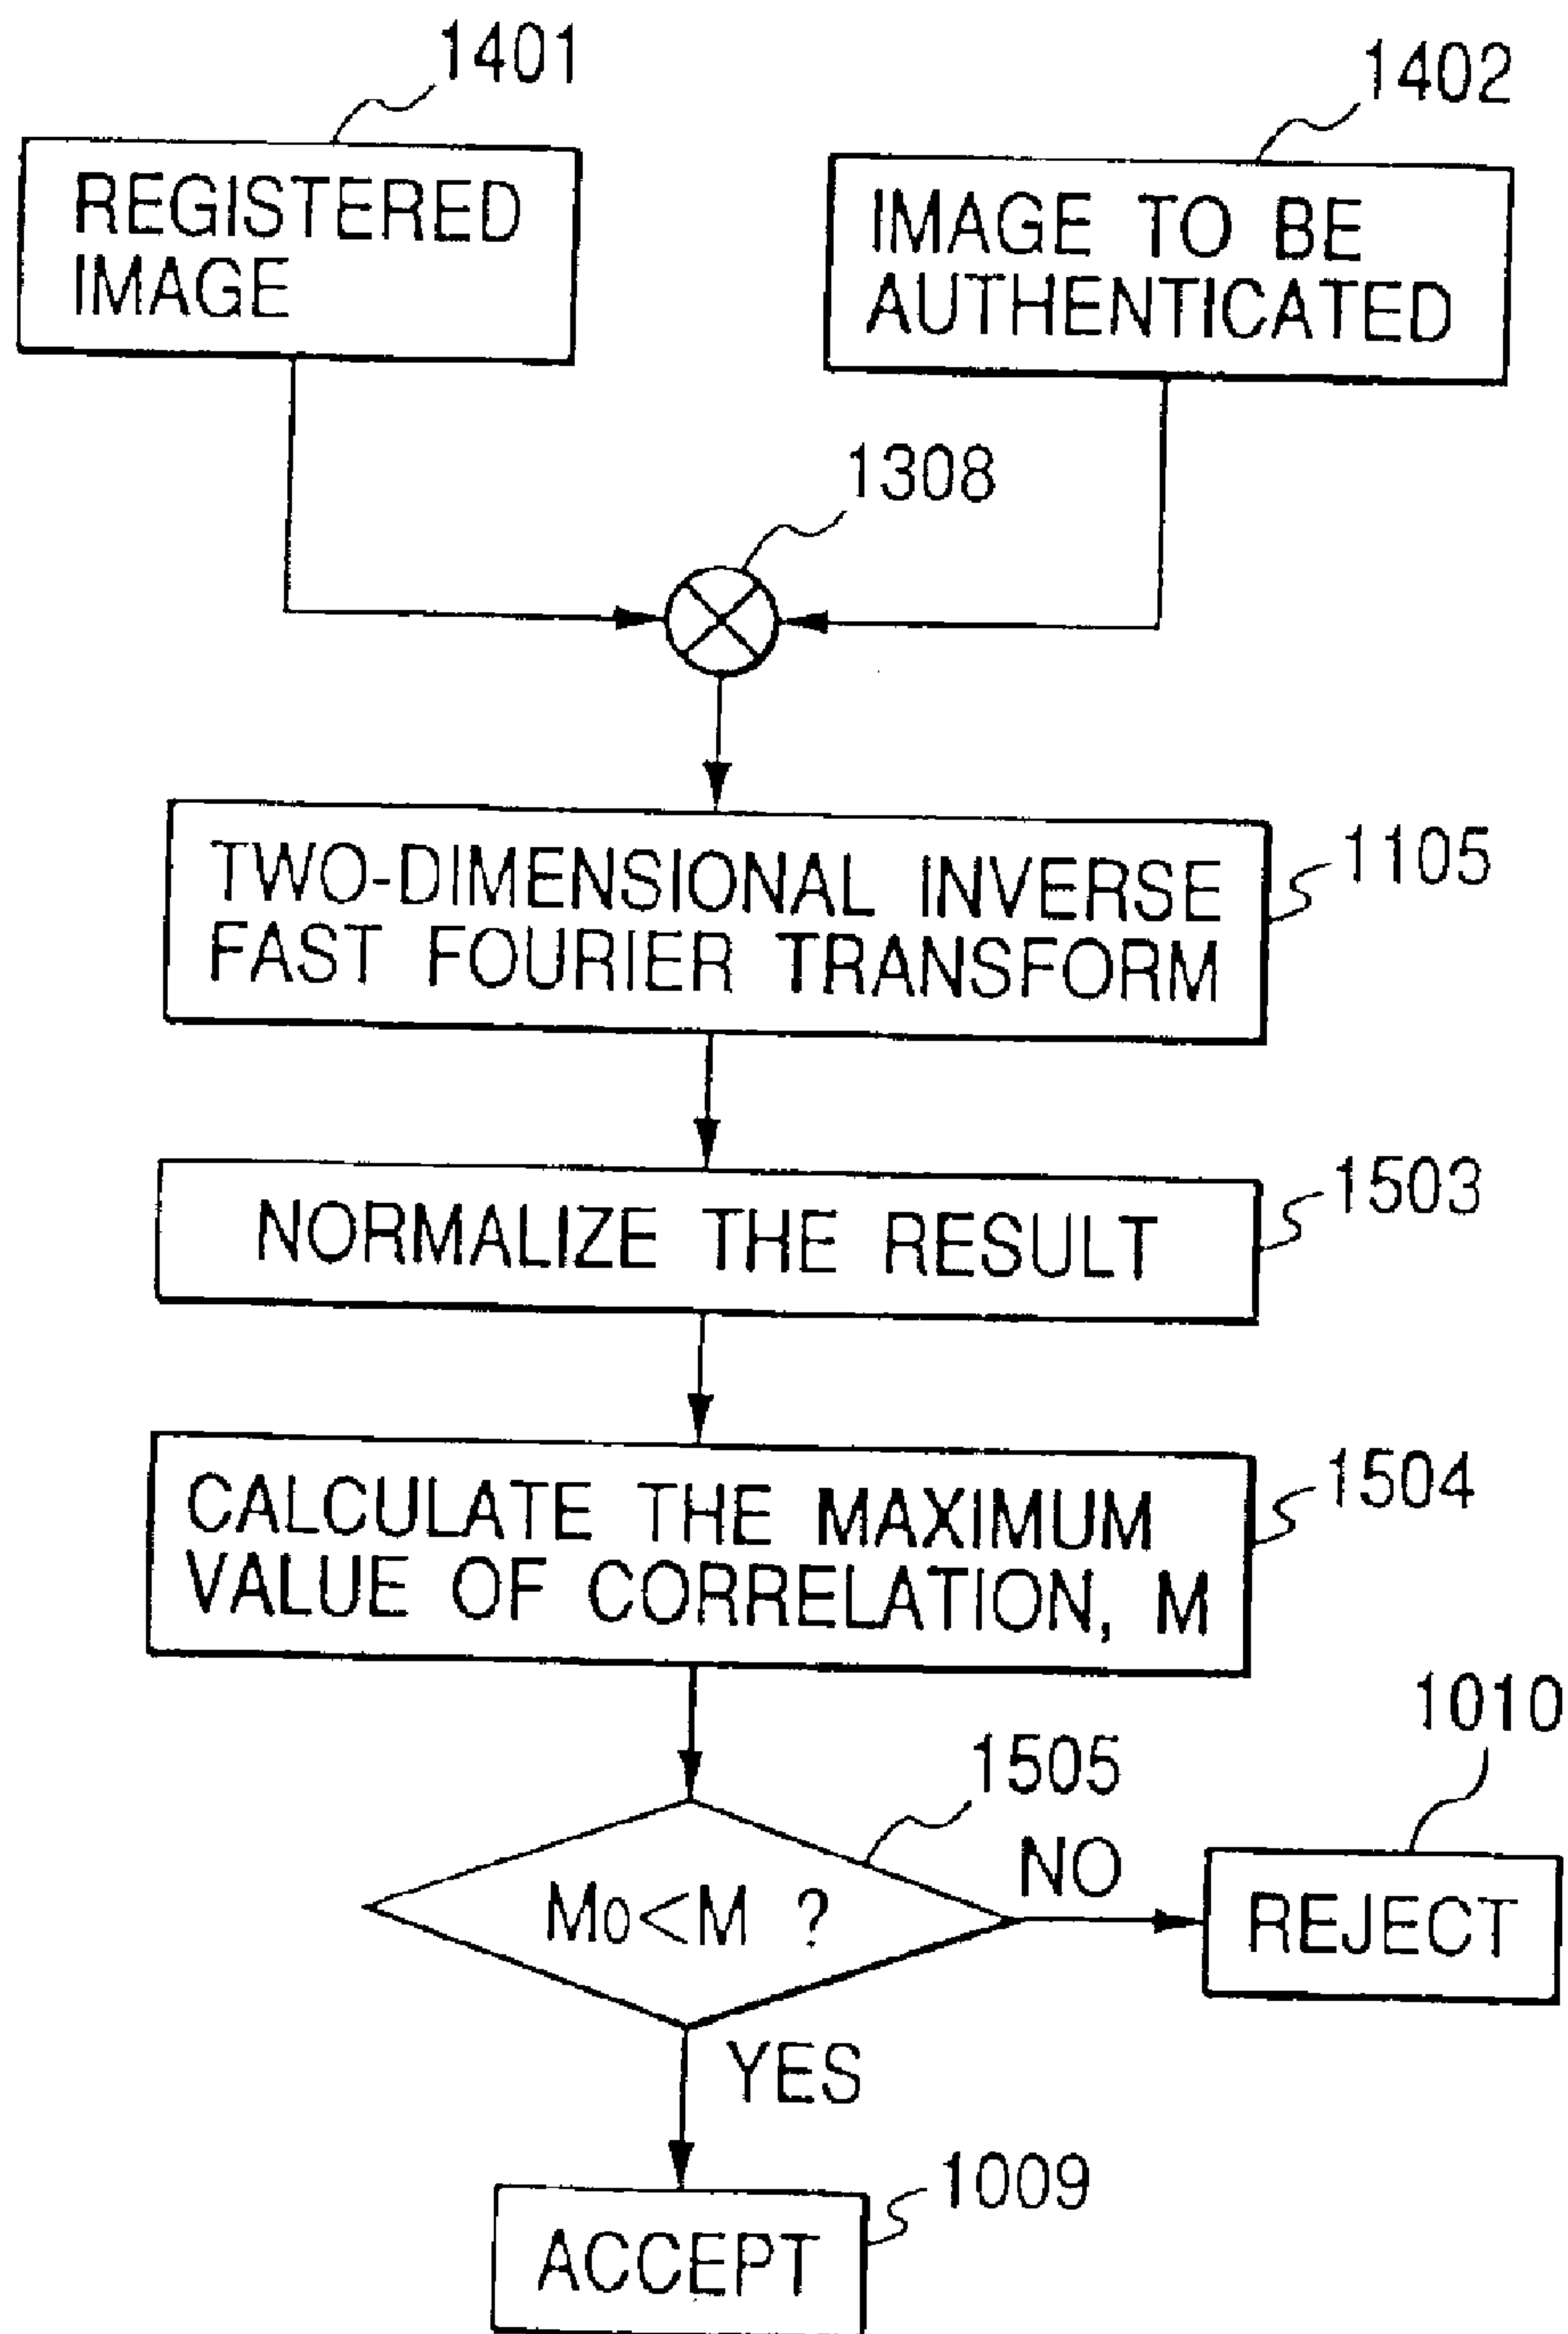 1401
1402
REGISTERED
IMAGE
IMAGE TO BE
AUTHENTICATED
1308
1105
TWO-DIMENSIONAL INVERSE
FAST FOURIER TRANSFORM
1503
NORMALIZE THE RESULT
1504
CALCULATE THE MAXIMUM
VALUE OF CORRELATION, M
1010
1505
NO
M0<M ?
REJECT
YES
1009
ACCEPT